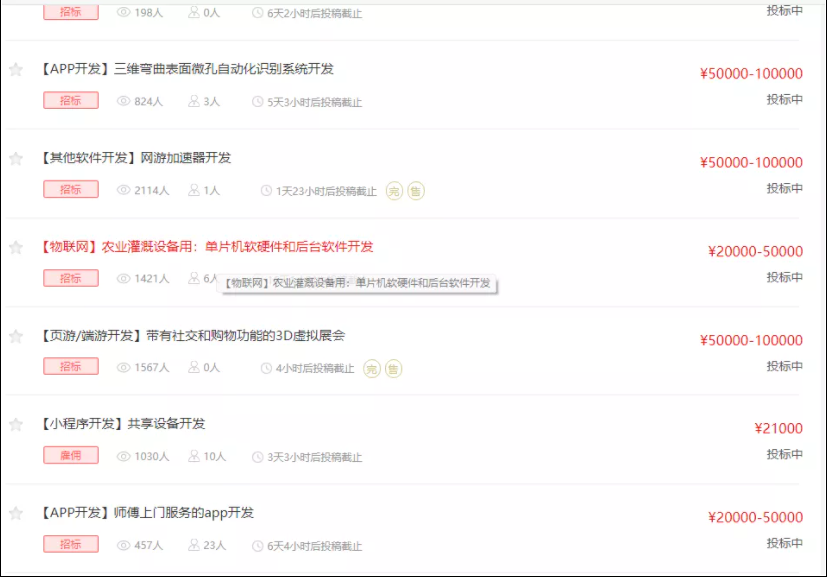 招标 198人 0人 6天2小时后投稿截止 投标中
【APP开发】三维弯曲表面微孔自动化识别系统开发 ¥50000-100000
招标 824人 3人 5天3小时后投稿截止 投标中
【其他软件开发】网游加速器开发 ¥50000-100000
招标 2114人 1人 1天23小时后投稿截止 完 售 投标中
【物联网】农业灌溉设备用：单片机软硬件和后台软件开发 ¥20000-50000
招标 1421人 6人 投标中
【物联网】农业灌溉设备用：单片机软硬件和后台软件开发
【页游/端游开发】带有社交和购物功能的3D虚拟展会 ¥50000-100000
招标 1567人 0人 4小时后投稿截止 完 售 投标中
【小程序开发】共享设备开发 ¥21000
雇佣 1030人 10人 3天3小时后投稿截止 投标中
【APP开发】师傅上门服务的app开发 ¥20000-50000
招标 457人 23人 6天4小时后投稿截止 投标中